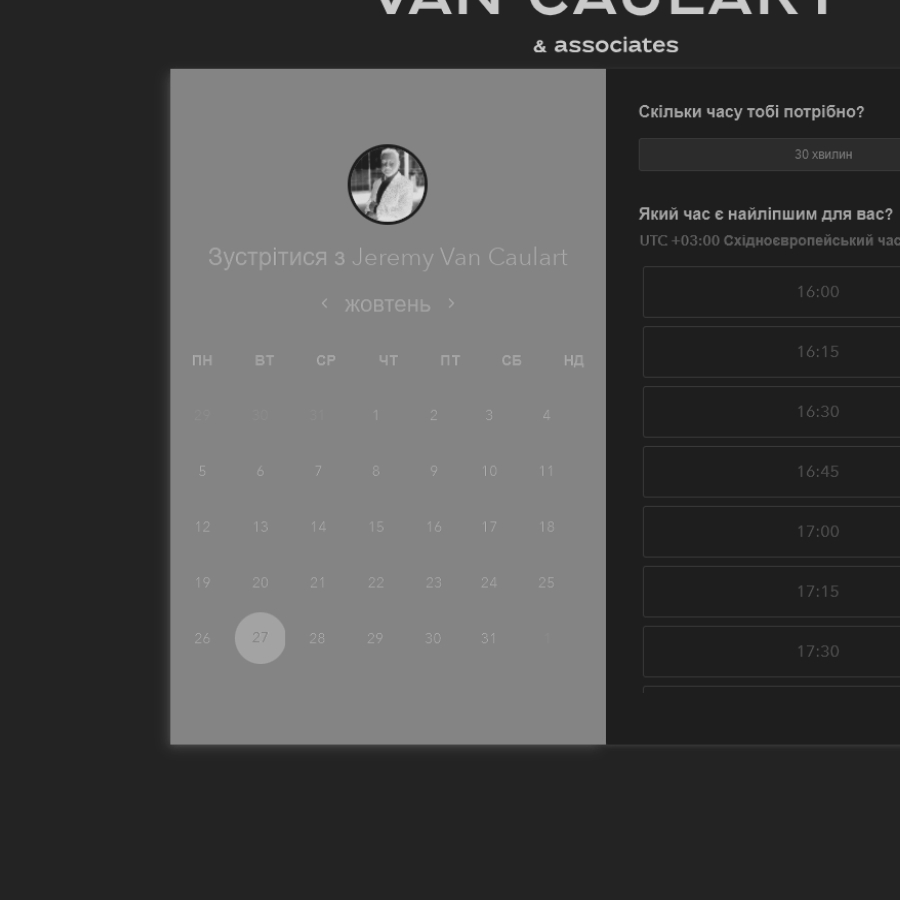 VAN CAULART
& associates
Зустрітися з Jeremy Van Caulart
жовтень
ПН ВТ СР ЧТ ПТ СБ НД
29 30 31 1 2 3 4
5 6 7 8 9 10 11
12 13 14 15 16 17 18
19 20 21 22 23 24 25
26 27 28 29 30 31 1
Скільки часу тобі потрібно?
30 хвилин
Який час є найліпшим для вас?
UTC +03:00 Східноєвропейський час
16:00
16:15
16:30
16:45
17:00
17:15
17:30